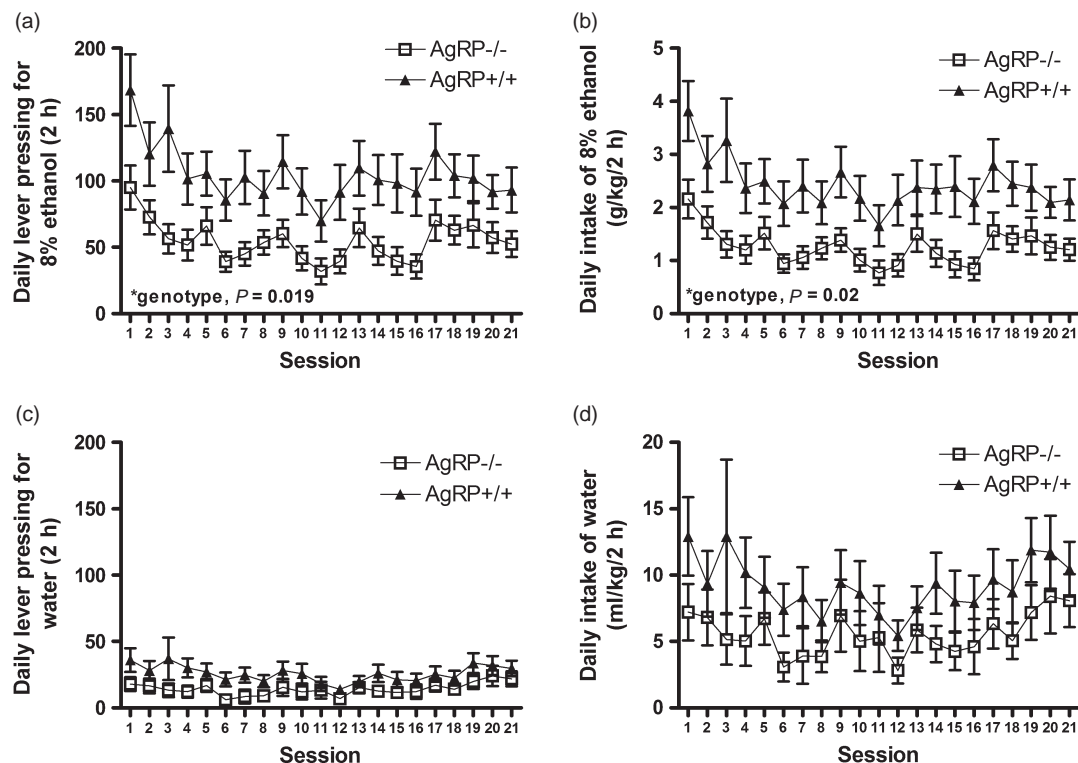 (a)
Daily lever pressing for
8% ethanol (2 h)
200
150
100
50
0
AgRP-/-
AgRP+/+
*genotype, P = 0.019
1 2 3 4 5 6 7 8 9 10 11 12 13 14 15 16 17 18 19 20 21
Session
(b)
Daily intake of 8% ethanol
(g/kg/2 h)
5
4
3
2
1
0
AgRP-/-
AgRP+/+
*genotype, P = 0.02
1 2 3 4 5 6 7 8 9 10 11 12 13 14 15 16 17 18 19 20 21
Session
(c)
Daily lever pressing for
water (2 h)
200
150
100
50
0
AgRP-/-
AgRP+/+
1 2 3 4 5 6 7 8 9 10 11 12 13 14 15 16 17 18 19 20 21
Session
(d)
Daily intake of water
(ml/kg/2 h)
20
15
10
5
0
AgRP-/-
AgRP+/+
1 2 3 4 5 6 7 8 9 10 11 12 13 14 15 16 17 18 19 20 21
Session